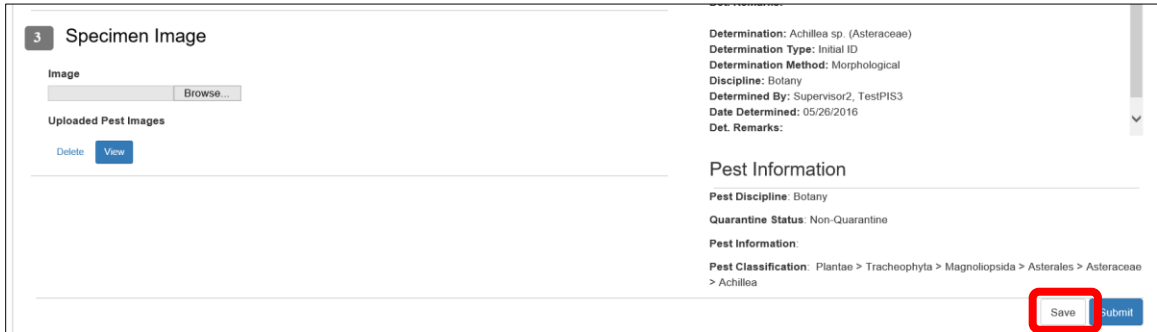 3 Specimen Image
Image
Browse...
Uploaded Pest Images
Delete View
Det. Remarks:
Determination: Achillea sp. (Asteraceae)
Determination Type: Initial ID
Determination Method: Morphological
Discipline: Botany
Determined By: Supervisor2, TestPIS3
Date Determined: 05/26/2016
Det. Remarks:
Pest Information
Pest Discipline: Botany
Quarantine Status: Non-Quarantine
Pest Information:
Pest Classification: Plantae > Tracheophyta > Magnoliopsida > Asterales > Asteraceae
> Achillea
Save Submit